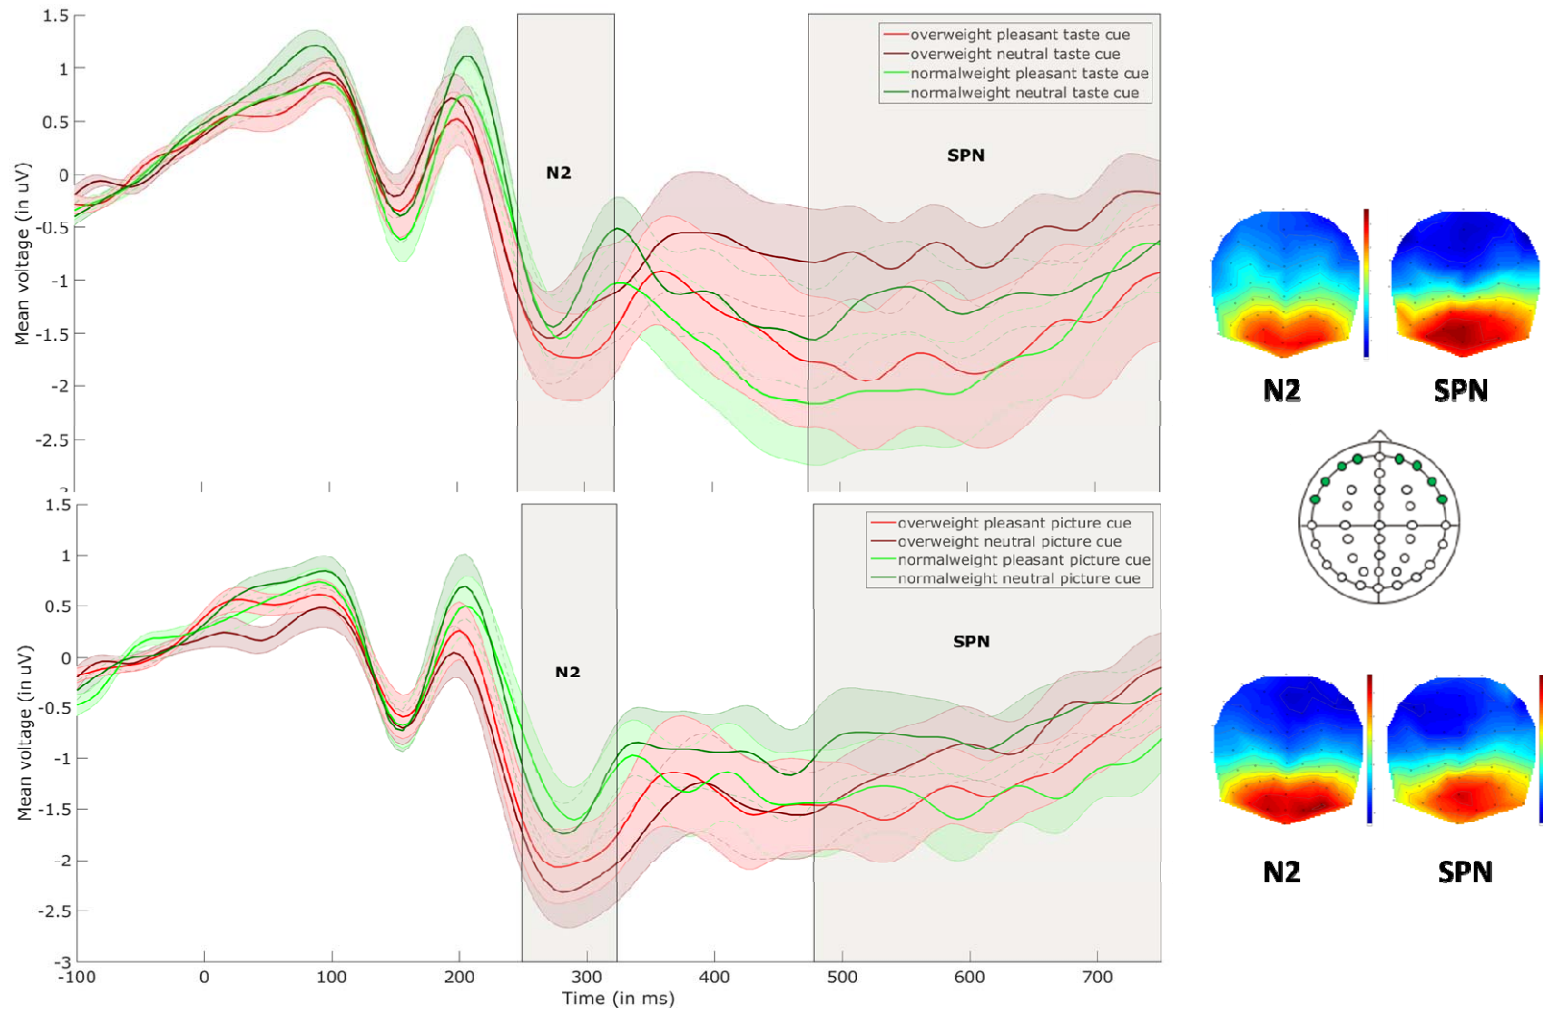 1.5
1
0.5
0
-0.5
-1
-1.5
-2
-2.5
Mean voltage (in uV)
overweight pleasant taste cue
overweight neutral taste cue
normalweight pleasant taste cue
normalweight neutral taste cue
N2
SPN
N2 SPN
1.5
1
0.5
0
-0.5
-1
-1.5
-2
-2.5
-3
Mean voltage (in uV)
overweight pleasant picture cue
overweight neutral picture cue
normalweight pleasant picture cue
normalweight neutral picture cue
N2
SPN
-100 0 100 200 300 400 500 600 700
Time (in ms)
N2 SPN